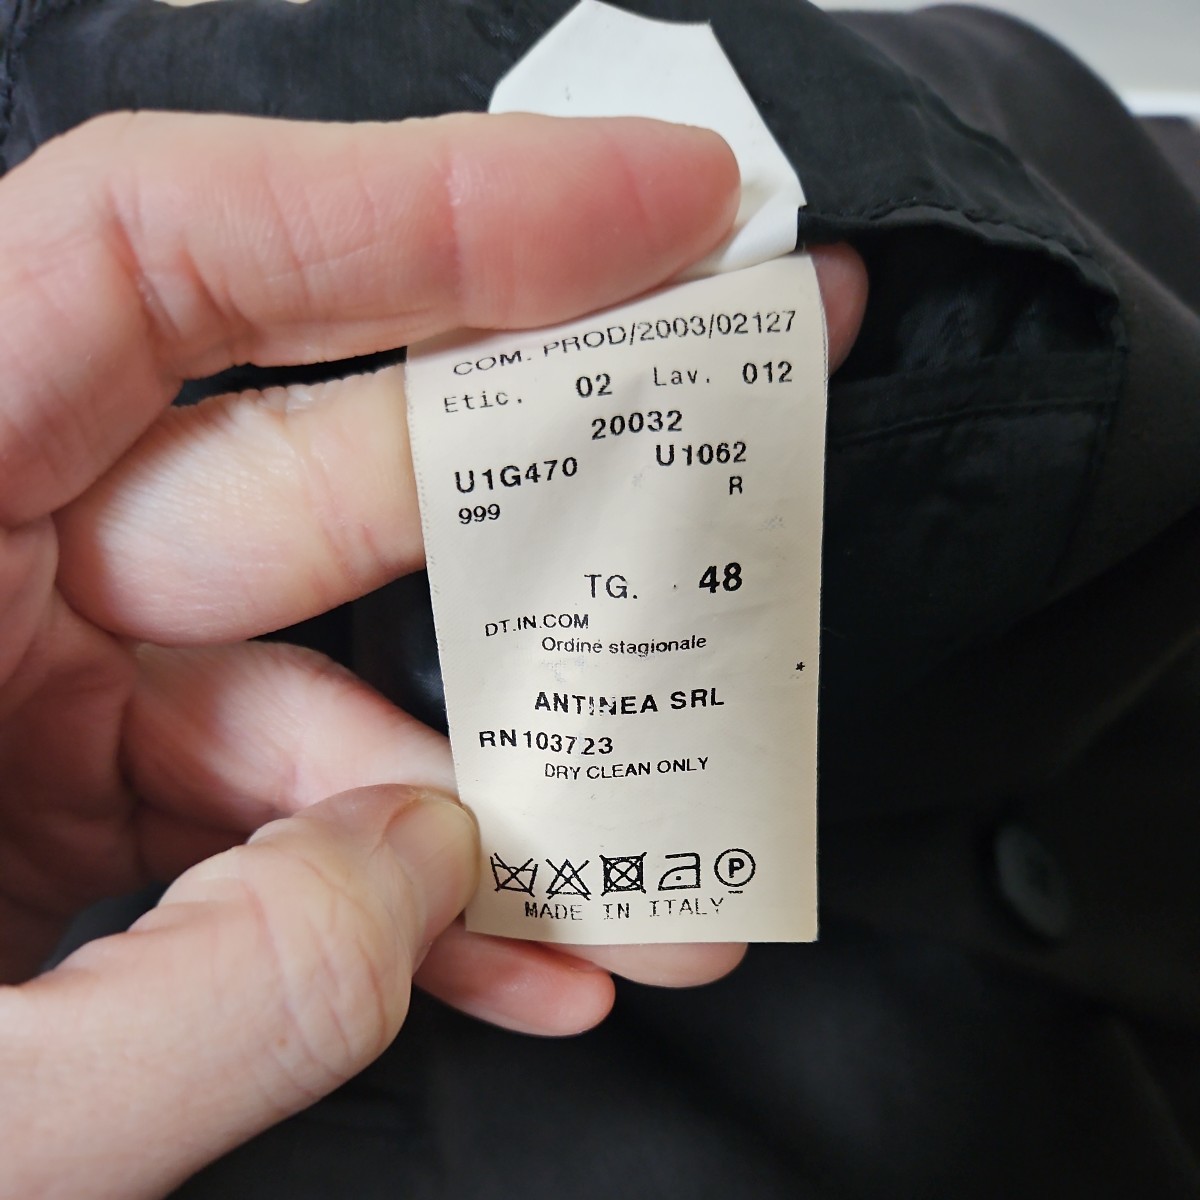 COM. PROD/2003/02127
Etic. 02 Lav. 012
20032
U1G470 U1062
999 R
TG. 48
DT.IN.COM
Ordine stagionale
*
ANTINEA SRL
RN103723
DRY CLEAN ONLY
P
MADE IN ITALY